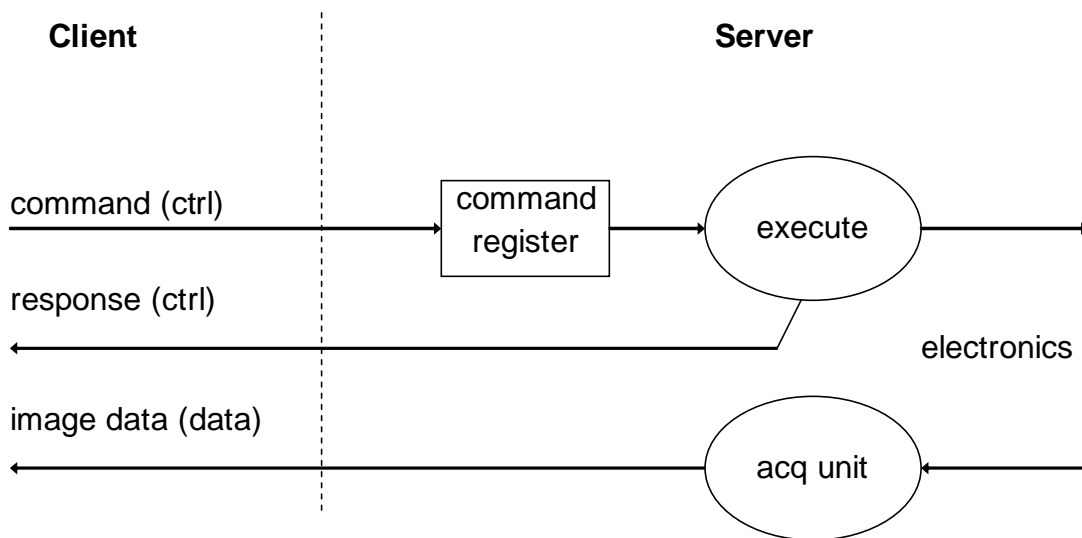 Client
Server
command (ctrl)
command
register
execute
response (ctrl)
electronics
image data (data)
acq unit